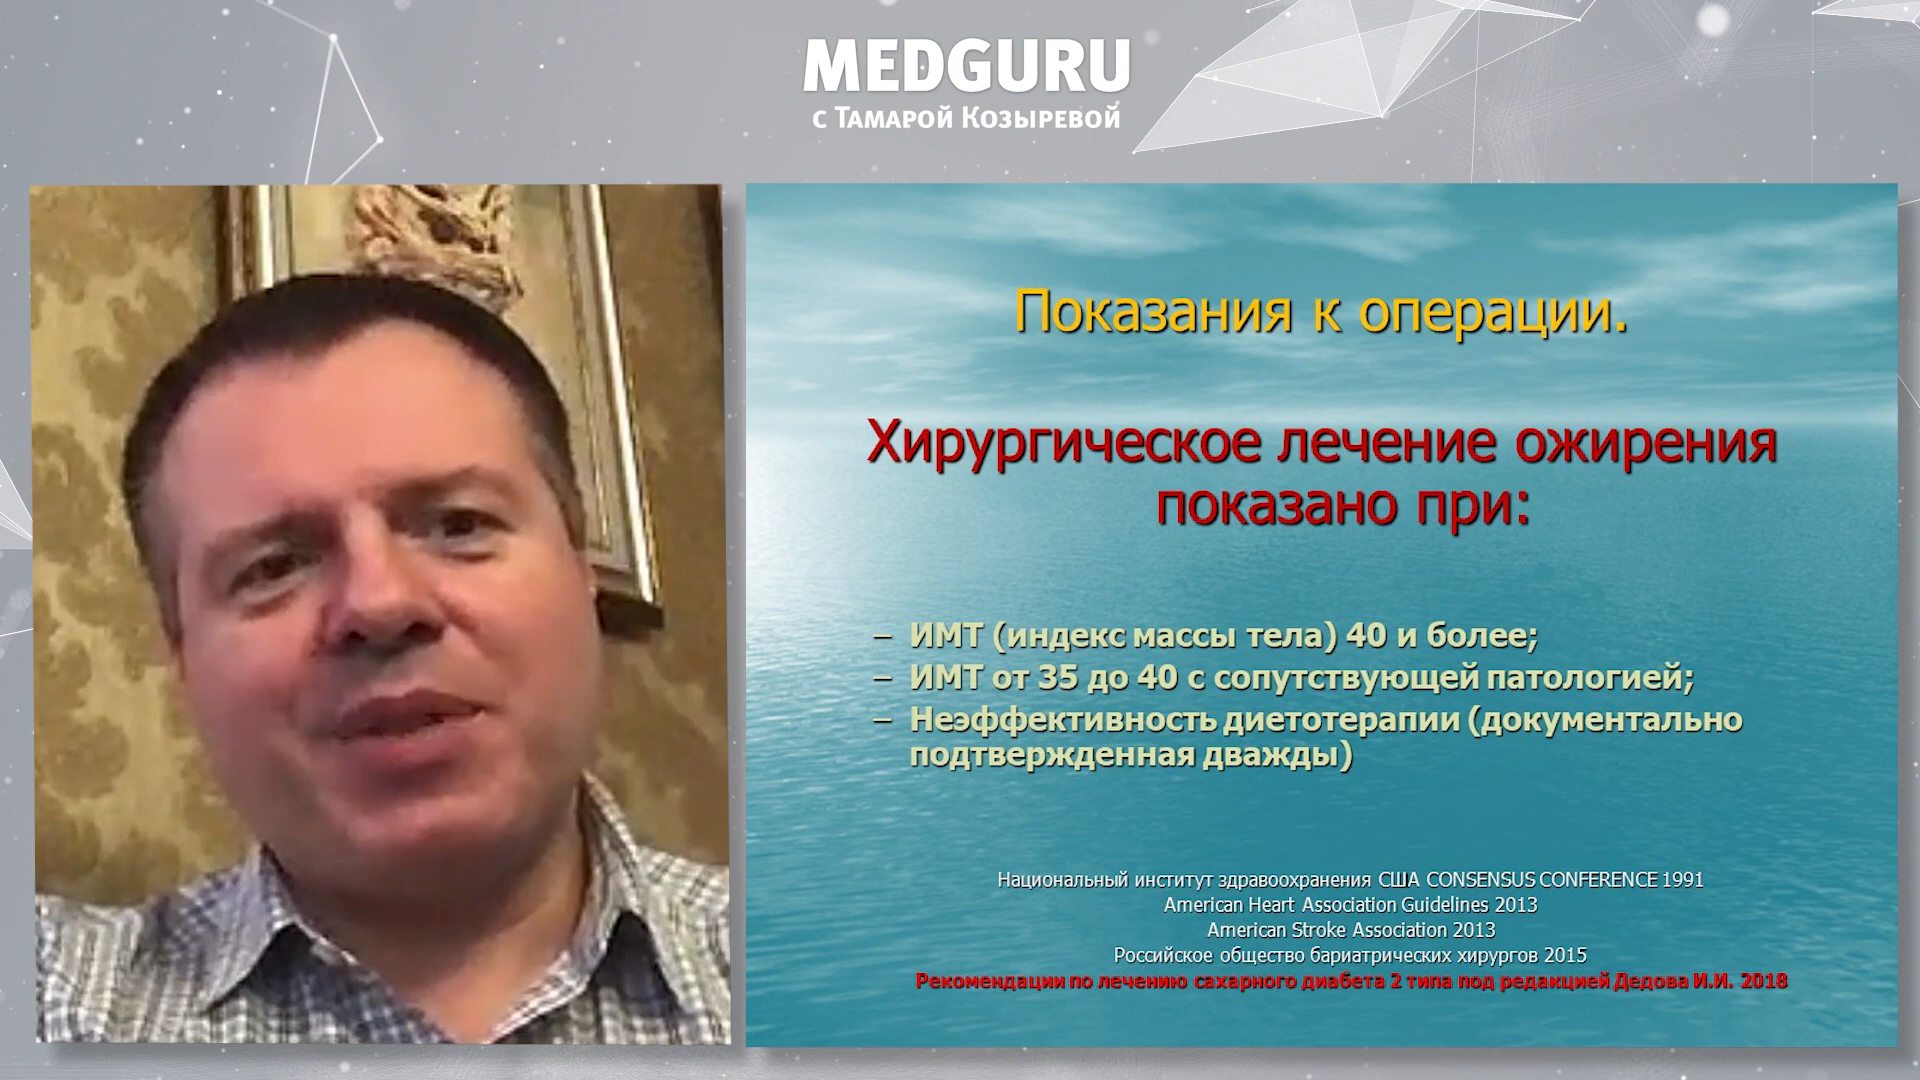 MEDGURU
с Тамарой Козыревой
Показания к операции.
Хирургическое лечение ожирения
показано при:
– ИМТ (индекс массы тела) 40 и более;
– ИМТ от 35 до 40 с сопутствующей патологией;
– Неэффективность диетотерапии (документально
подтвержденная дважды)
Национальный институт здравоохранения США CONSENSUS CONFERENCE 1991
American Heart Association Guidelines 2013
American Stroke Association 2013
Российское общество бариатрических хирургов 2015
Рекомендации по лечению сахарного диабета 2 типа под редакцией Дедова И.И. 2018